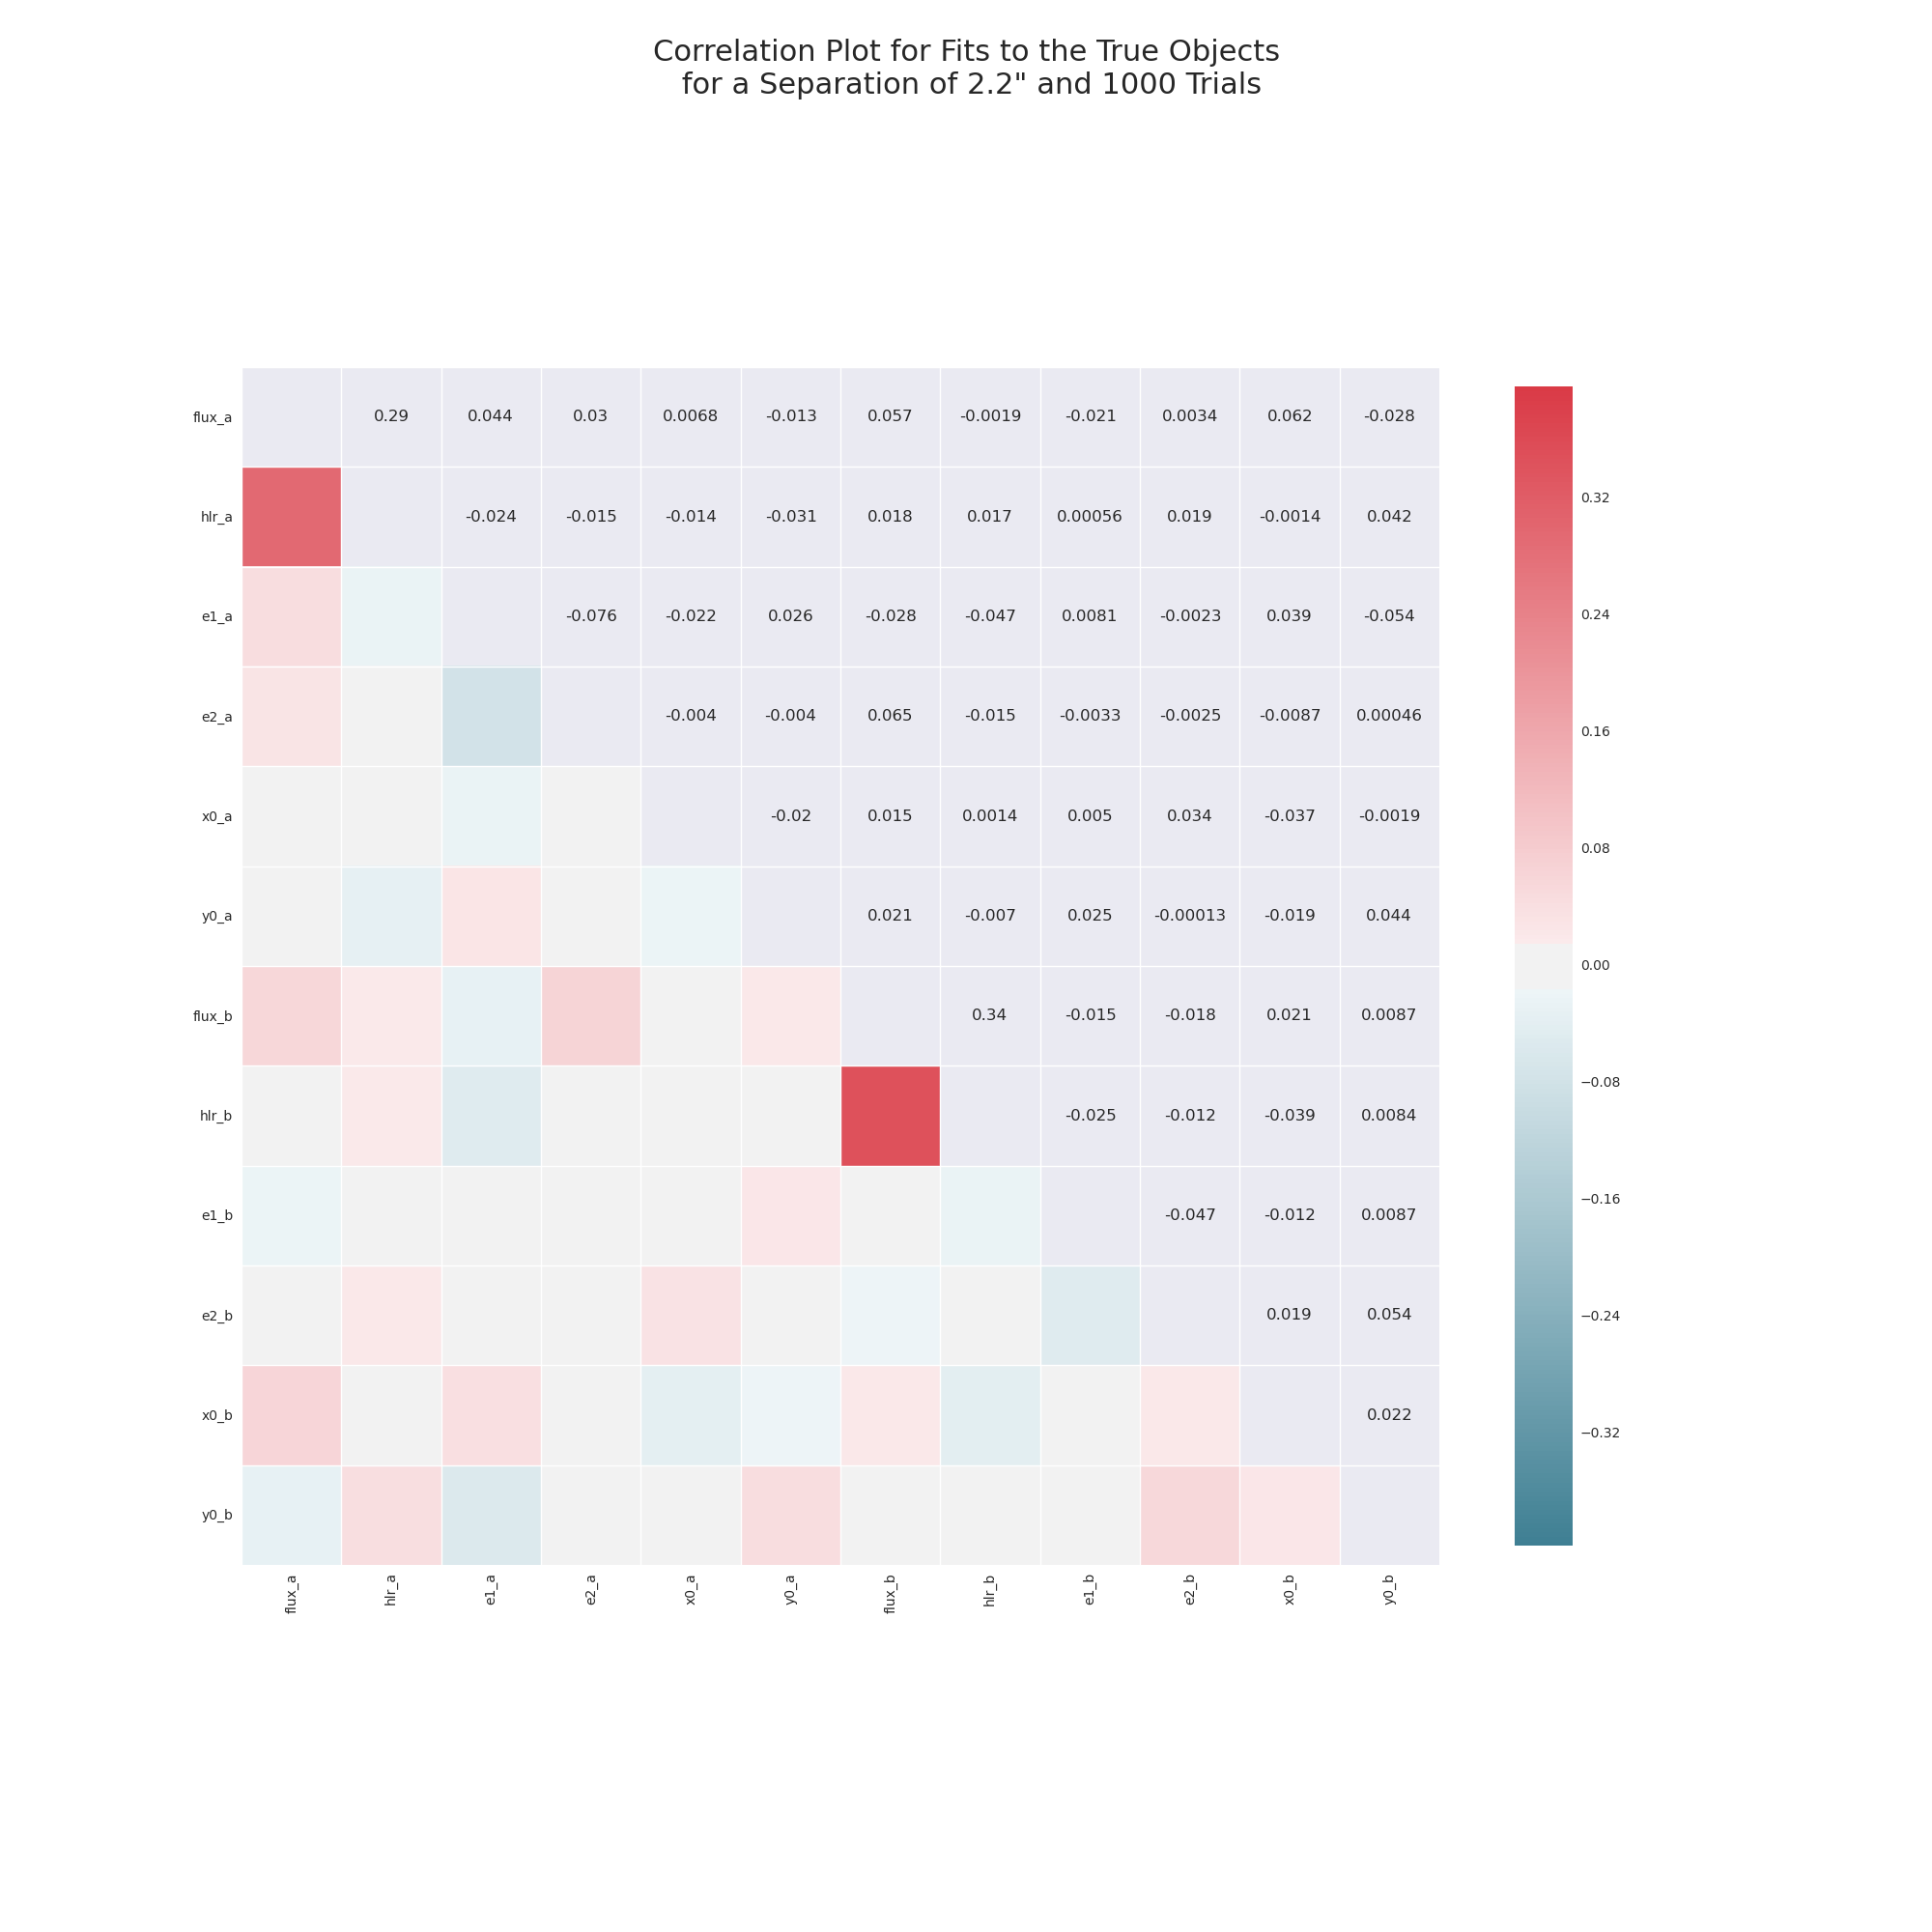 Correlation Plot for Fits to the True Objects
for a Separation of 2.2" and 1000 Trials
flux_a 0.29 0.044 0.03 0.0068 -0.013 0.057 -0.0019 -0.021 0.0034 0.062 -0.028
hlr_a -0.024 -0.015 -0.014 -0.031 0.018 0.017 0.00056 0.019 -0.0014 0.042
e1_a -0.076 -0.022 0.026 -0.028 -0.047 0.0081 -0.0023 0.039 -0.054
e2_a -0.004 -0.004 0.065 -0.015 -0.0033 -0.0025 -0.0087 0.00046
x0_a -0.02 0.015 0.0014 0.005 0.034 -0.037 -0.0019
y0_a 0.021 -0.007 0.025 -0.00013 -0.019 0.044
flux_b 0.34 -0.015 -0.018 0.021 0.0087
hlr_b -0.025 -0.012 -0.039 0.0084
e1_b -0.047 -0.012 0.0087
e2_b 0.019 0.054
x0_b 0.022
y0_b
flux_a hlr_a e1_a e2_a x0_a y0_a flux_b hlr_b e1_b e2_b x0_b y0_b
0.32
0.24
0.16
0.08
0.00
−0.08
−0.16
−0.24
−0.32